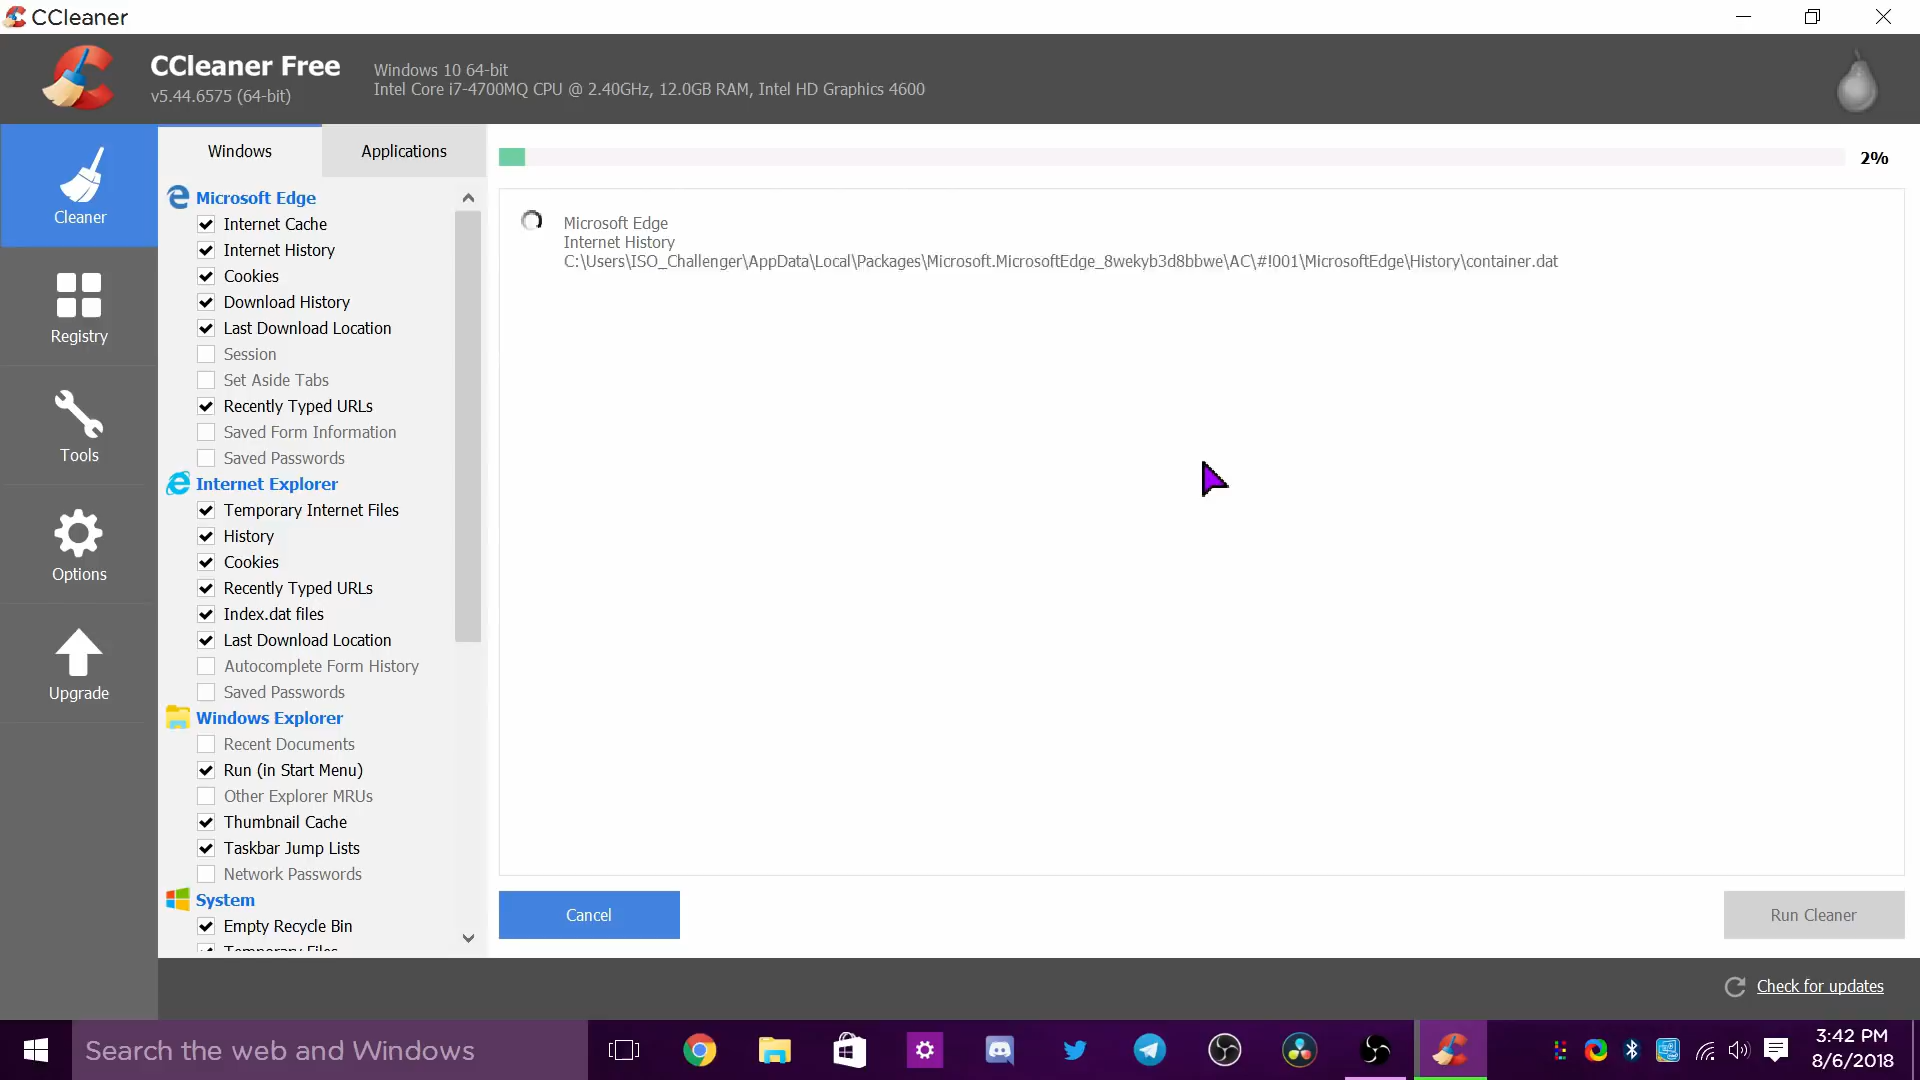 CCleaner
CCleaner Free
v5.44.6575 (64-bit)
Windows 10 64-bit
Intel Core i7-4700MQ CPU @ 2.40GHz, 12.0GB RAM, Intel HD Graphics 4600
Cleaner
Registry
Tools
Options
Upgrade
Windows
Applications
Microsoft Edge
Internet Cache
Internet History
Cookies
Download History
Last Download Location
Session
Set Aside Tabs
Recently Typed URLs
Saved Form Information
Saved Passwords
Internet Explorer
Temporary Internet Files
History
Cookies
Recently Typed URLs
Index.dat files
Last Download Location
Autocomplete Form History
Saved Passwords
Windows Explorer
Recent Documents
Run (in Start Menu)
Other Explorer MRUs
Thumbnail Cache
Taskbar Jump Lists
Network Passwords
System
Empty Recycle Bin
Temporary Files
2%
Microsoft Edge
Internet History
C:\Users\ISO_Challenger\AppData\Local\Packages\Microsoft.MicrosoftEdge_8wekyb3d8bbwe\AC\#!001\MicrosoftEdge\History\container.dat
Cancel
Run Cleaner
Check for updates
Search the web and Windows
3:42 PM
8/6/2018